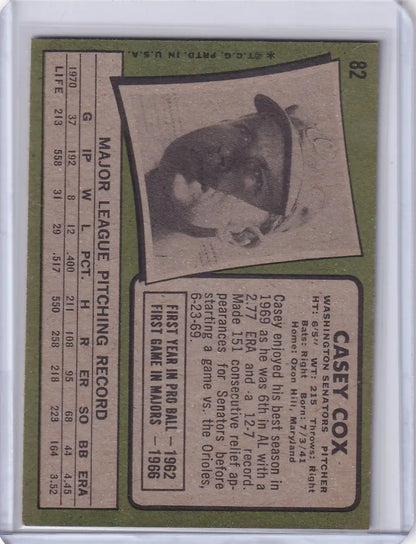 82
CASEY COX
WASHINGTON SENATORS PITCHER
HT: 6'5" WT: 215 Throws: Right
Bats: Right Born: 7/3/41
Home: Oxon Hill, Maryland
Casey enjoyed his best season in
1969 as he was 6th in AL with a
2.77 ERA and a 12-7 record.
Made 151 consecutive relief ap-
pearances for Senators before
starting a game vs. the Orioles,
6-23-69.
FIRST YEAR IN PRO BALL — 1962
FIRST GAME IN MAJORS — 1966
MAJOR LEAGUE PITCHING RECORD
G IP W L PCT. H R ER SO BB ERA
1970 37 192 8 12 .400 211 108 95 68 44 4.45
LIFE 213 558 31 29 .517 550 258 218 223 164 3.52
*© T.C.G. PRTD. IN U.S.A.